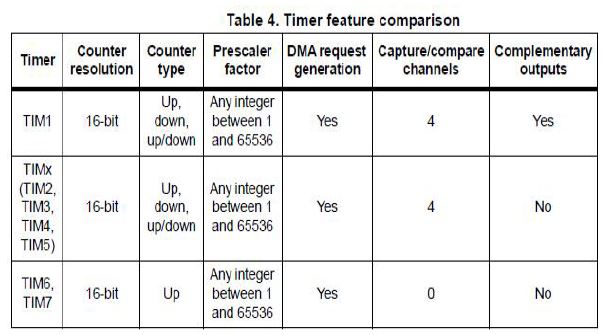 Table 4. Timer feature comparison
Timer
Counter resolution
Counter type
Prescaler factor
DMA request generation
Capture/compare channels
Complementary outputs
TIM1
16-bit
Up,
down,
up/down
Any integer
between 1
and 65536
Yes
4
Yes
TIMx
(TIM2,
TIM3,
TIM4,
TIM5)
16-bit
Up,
down,
up/down
Any integer
between 1
and 65536
Yes
4
No
TIM6,
TIM7
16-bit
Up
Any integer
between 1
and 65536
Yes
0
No